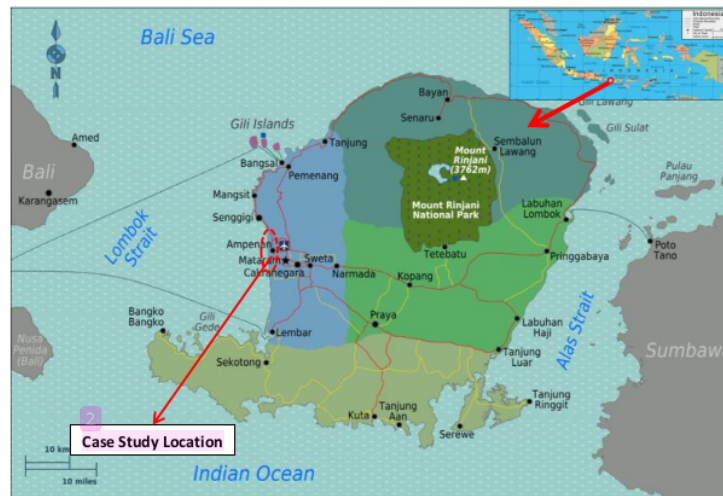 Indonesia
Bali Sea
N
Gili Lawang
Gili Sulat
Bayan
Senaru
Gili Islands
Amed
Tanjung
Sembalun
Lawang
Mount
Rinjani
(3762m)
Bali
Bangsal
Pemenang
Pulau
Panjang
Karangasem
Mangsit
Mount Rinjani
National Park
Senggigi
Labuhan
Lombok
Lombok
Strait
Ampenan
Mataram
Sweta
Cakranegara
Narmada
Tetebatu
Pringgabaya
Poto
Tano
Kopang
Bangko
Bangko
Gili
Gede
Praya
Labuhan
Haji
Alas Strait
Nusa
Penida
(Bali)
Lembar
Sumbawa
Sekotong
Tanjung
Luar
Tanjung
Ringgit
Kuta
Tanjung
Aan
Serewe
2
Case Study Location
10 km
10 miles
Indian Ocean